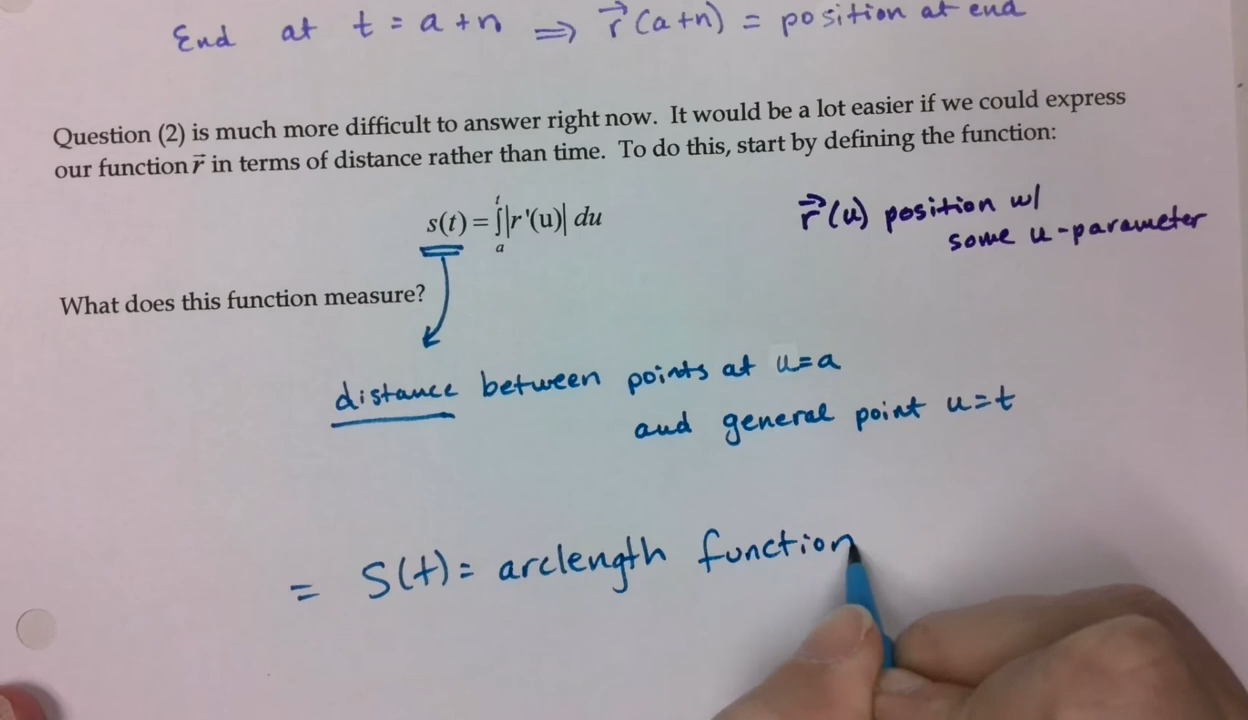 End at t = a + n ⇒ r⃗(a+n) = position at end
Question (2) is much more difficult to answer right now. It would be a lot easier if we could express
our function r⃗ in terms of distance rather than time. To do this, start by defining the function:
s(t) = ∫ₐᵗ|r'(u)| du
r⃗(u) position w/
some u-parameter
What does this function measure?
distance between points at u=a
and general point u=t
= S(t) = arclength function